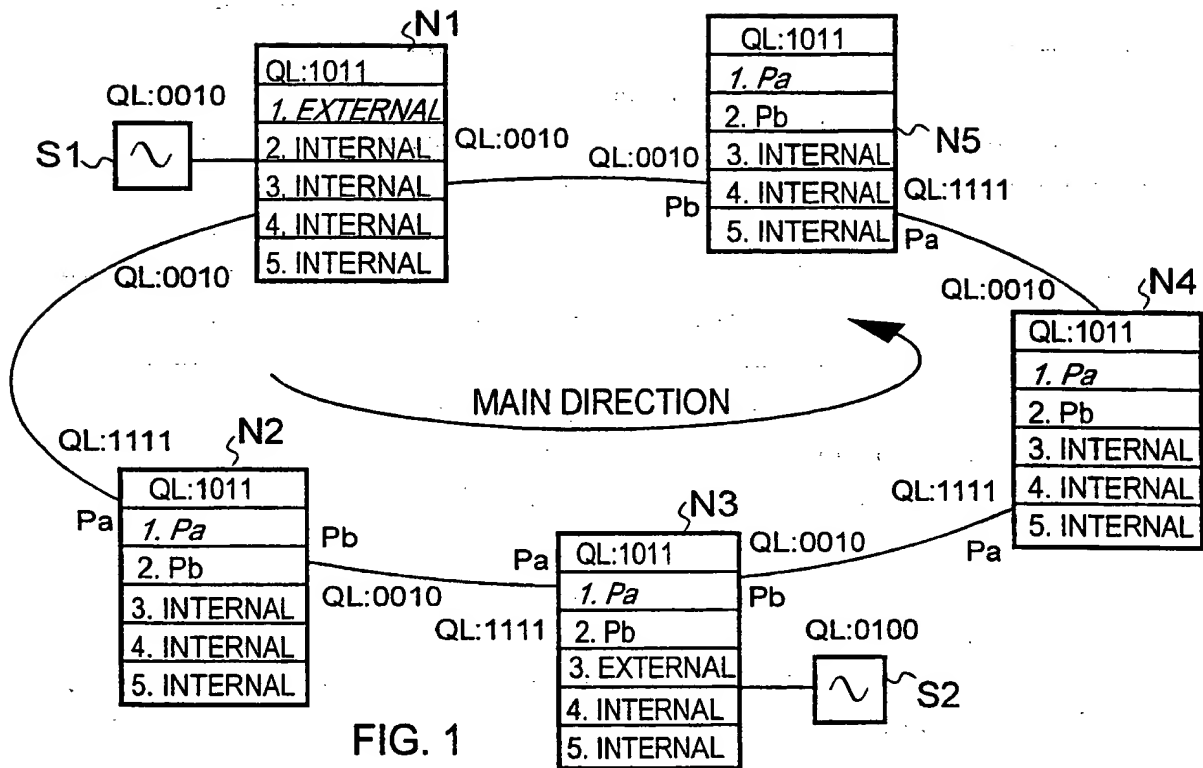 N1
QL:1011
1. EXTERNAL
2. INTERNAL
3. INTERNAL
4. INTERNAL
5. INTERNAL
QL:0010
S1
QL:0010
QL:0010
QL:0010
Pb
QL:1011
1. Pa
2. Pb
3. INTERNAL
4. INTERNAL
5. INTERNAL
N5
QL:1111
Pa
QL:0010
N4
QL:1011
1. Pa
2. Pb
3. INTERNAL
4. INTERNAL
5. INTERNAL
MAIN DIRECTION
QL:1111
Pa
QL:1111
Pa
N2
QL:1011
1. Pa
2. Pb
3. INTERNAL
4. INTERNAL
5. INTERNAL
Pb
QL:0010
Pa
QL:1111
N3
QL:1011
1. Pa
2. Pb
3. EXTERNAL
4. INTERNAL
5. INTERNAL
QL:0010
Pb
QL:0100
S2
FIG. 1